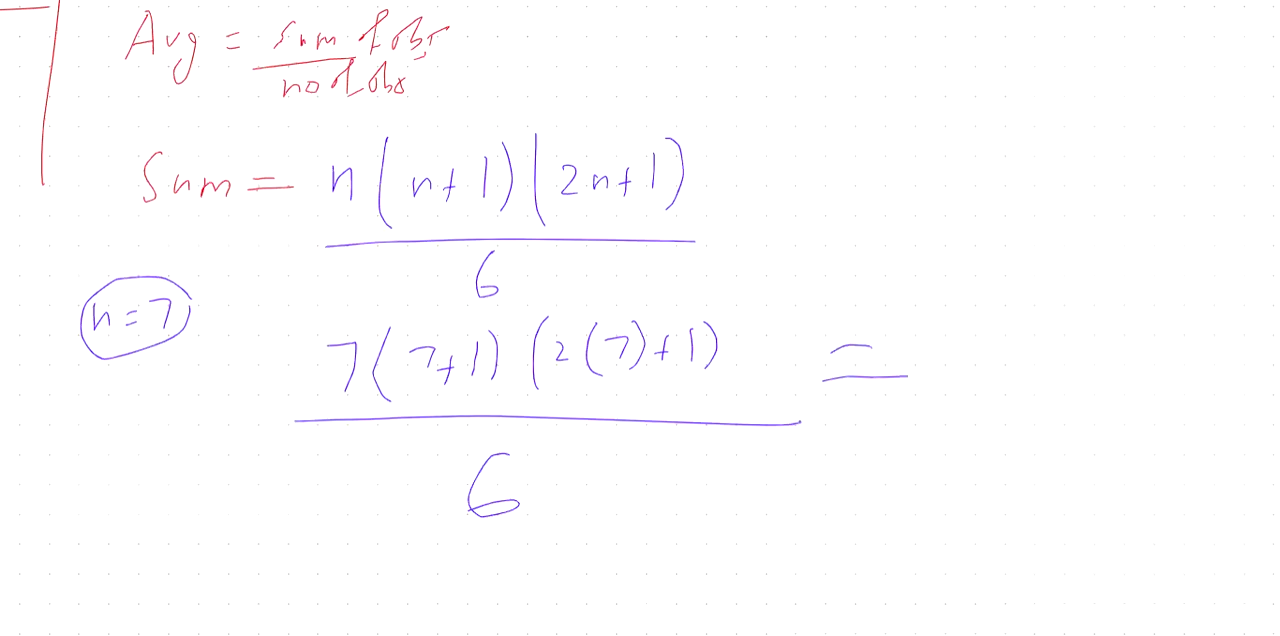 Avg = sum of obs
no of obs
Sum = n(n+1)(2n+1)
6
n=7
7(7+1)(2(7)+1) =
6